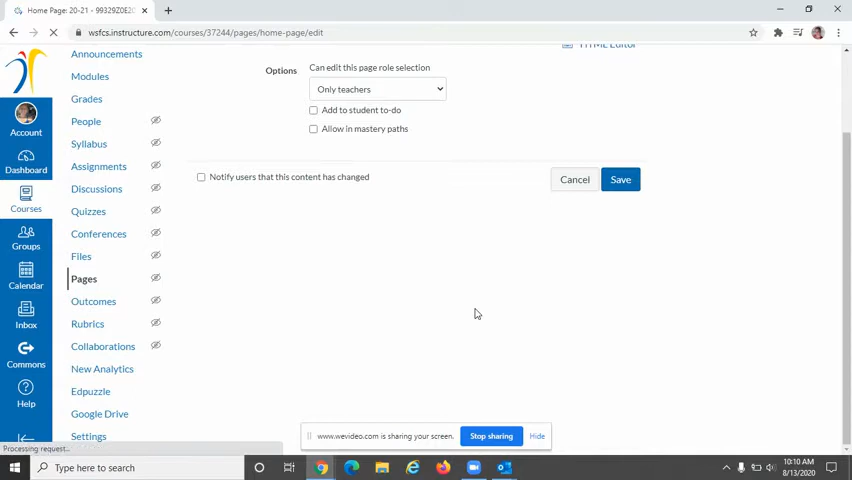 Home Page: 20-21 - 99329Z0E20
wsfcs.instructure.com/courses/37244/pages/home-page/edit
Announcements
HTML Editor
Options
Can edit this page role selection
Only teachers
Add to student to-do
Allow in mastery paths
Notify users that this content has changed
Cancel
Save
Account
Dashboard
Courses
Groups
Calendar
Inbox
Commons
Help
Modules
Grades
People
Syllabus
Assignments
Discussions
Quizzes
Conferences
Files
Pages
Outcomes
Rubrics
Collaborations
New Analytics
Edpuzzle
Google Drive
Settings
Processing request...
www.wevideo.com is sharing your screen.
Stop sharing
Hide
Type here to search
10:10 AM
8/13/2020